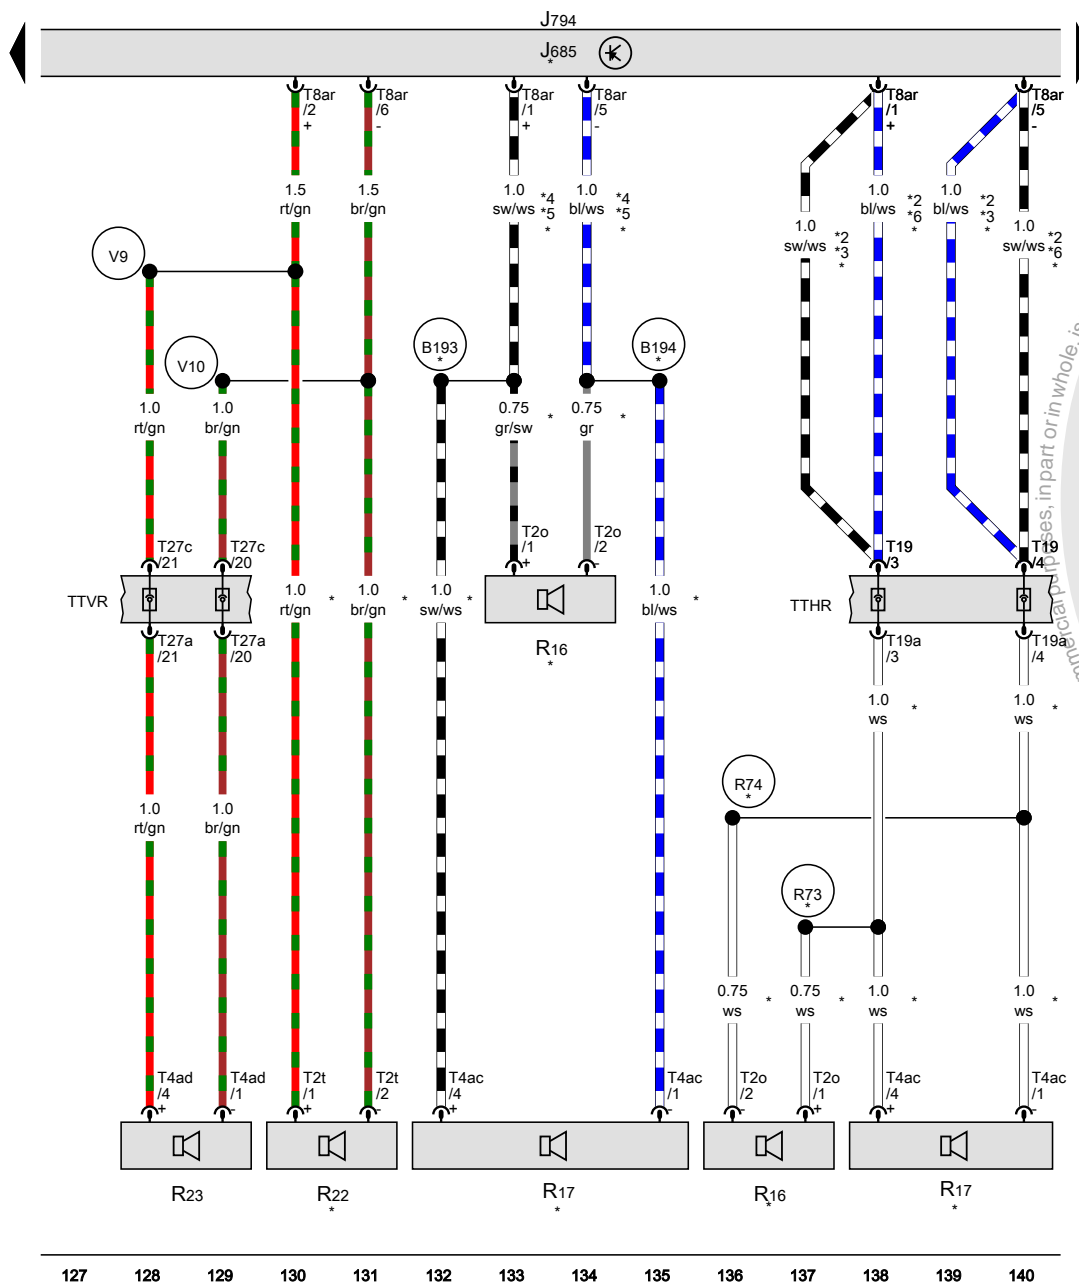 J794
J685
*
T8ar /2 +
T8ar /6 -
T8ar /1 +
T8ar /5 -
T8ar /1 +
T8ar /5 -
1.5 rt/gn
1.5 br/gn
1.0 sw/ws *4 *5 *
1.0 bl/ws *4 *5 *
1.0 sw/ws *2 *3 *
1.0 bl/ws *2 *6 *
1.0 bl/ws *2 *3 *
1.0 sw/ws *2 *6 *
V9
V10
B193 *
B194 *
1.0 rt/gn
1.0 br/gn
0.75 gr/sw *
0.75 gr *
T27c /21
T27c /20
T2o /1 +
T2o /2 -
T19 /3
T19 /4
TTVR
1.0 rt/gn *
1.0 br/gn *
1.0 sw/ws *
R16 *
1.0 bl/ws *
TTHR
T27a /21
T27a /20
T19a /3
T19a /4
1.0 ws *
1.0 ws *
R74 *
1.0 rt/gn
1.0 br/gn
R73 *
0.75 ws *
0.75 ws *
1.0 ws *
1.0 ws *
T4ad /4 +
T4ad /1 -
T2t /1 +
T2t /2 -
T4ac /4 +
T4ac /1 -
T2o /2 -
T2o /1 +
T4ac /4 +
T4ac /1 -
R23
R22 *
R17 *
R16 *
R17 *
127 128 129 130 131 132 133 134 135 136 137 138 139 140
purposes, in part or in whole, is